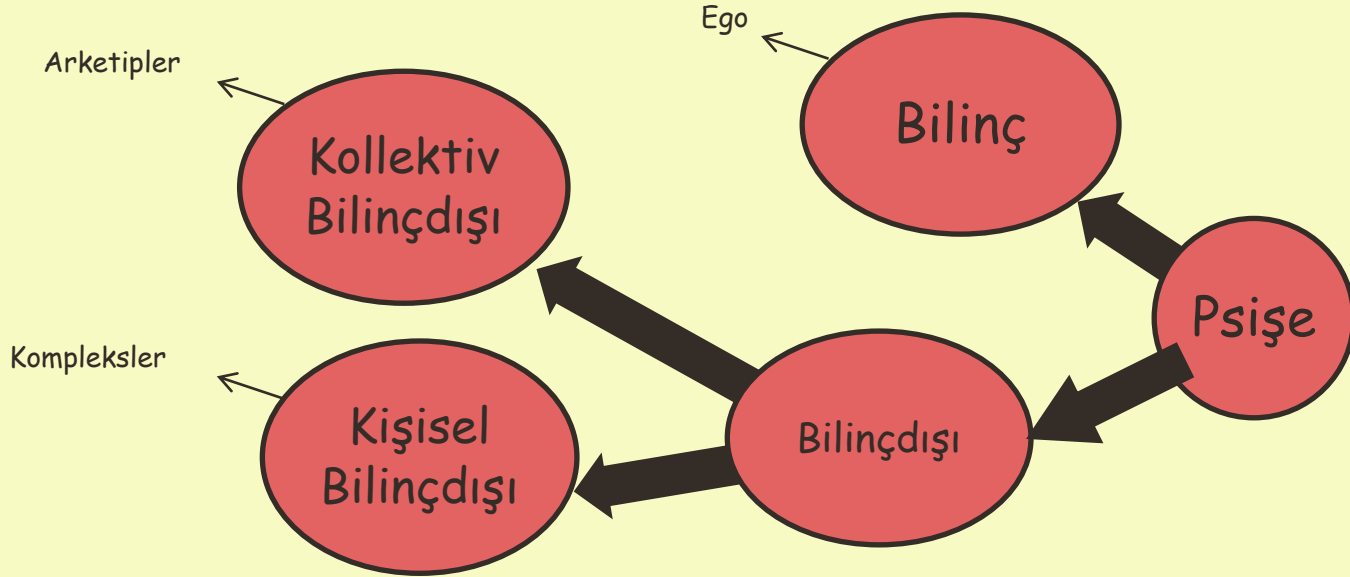 Ego
Arketipler
Bilinç
Kollektiv
Bilinçdışı
Psişe
Kompleksler
Kişisel
Bilinçdışı
Bilinçdışı